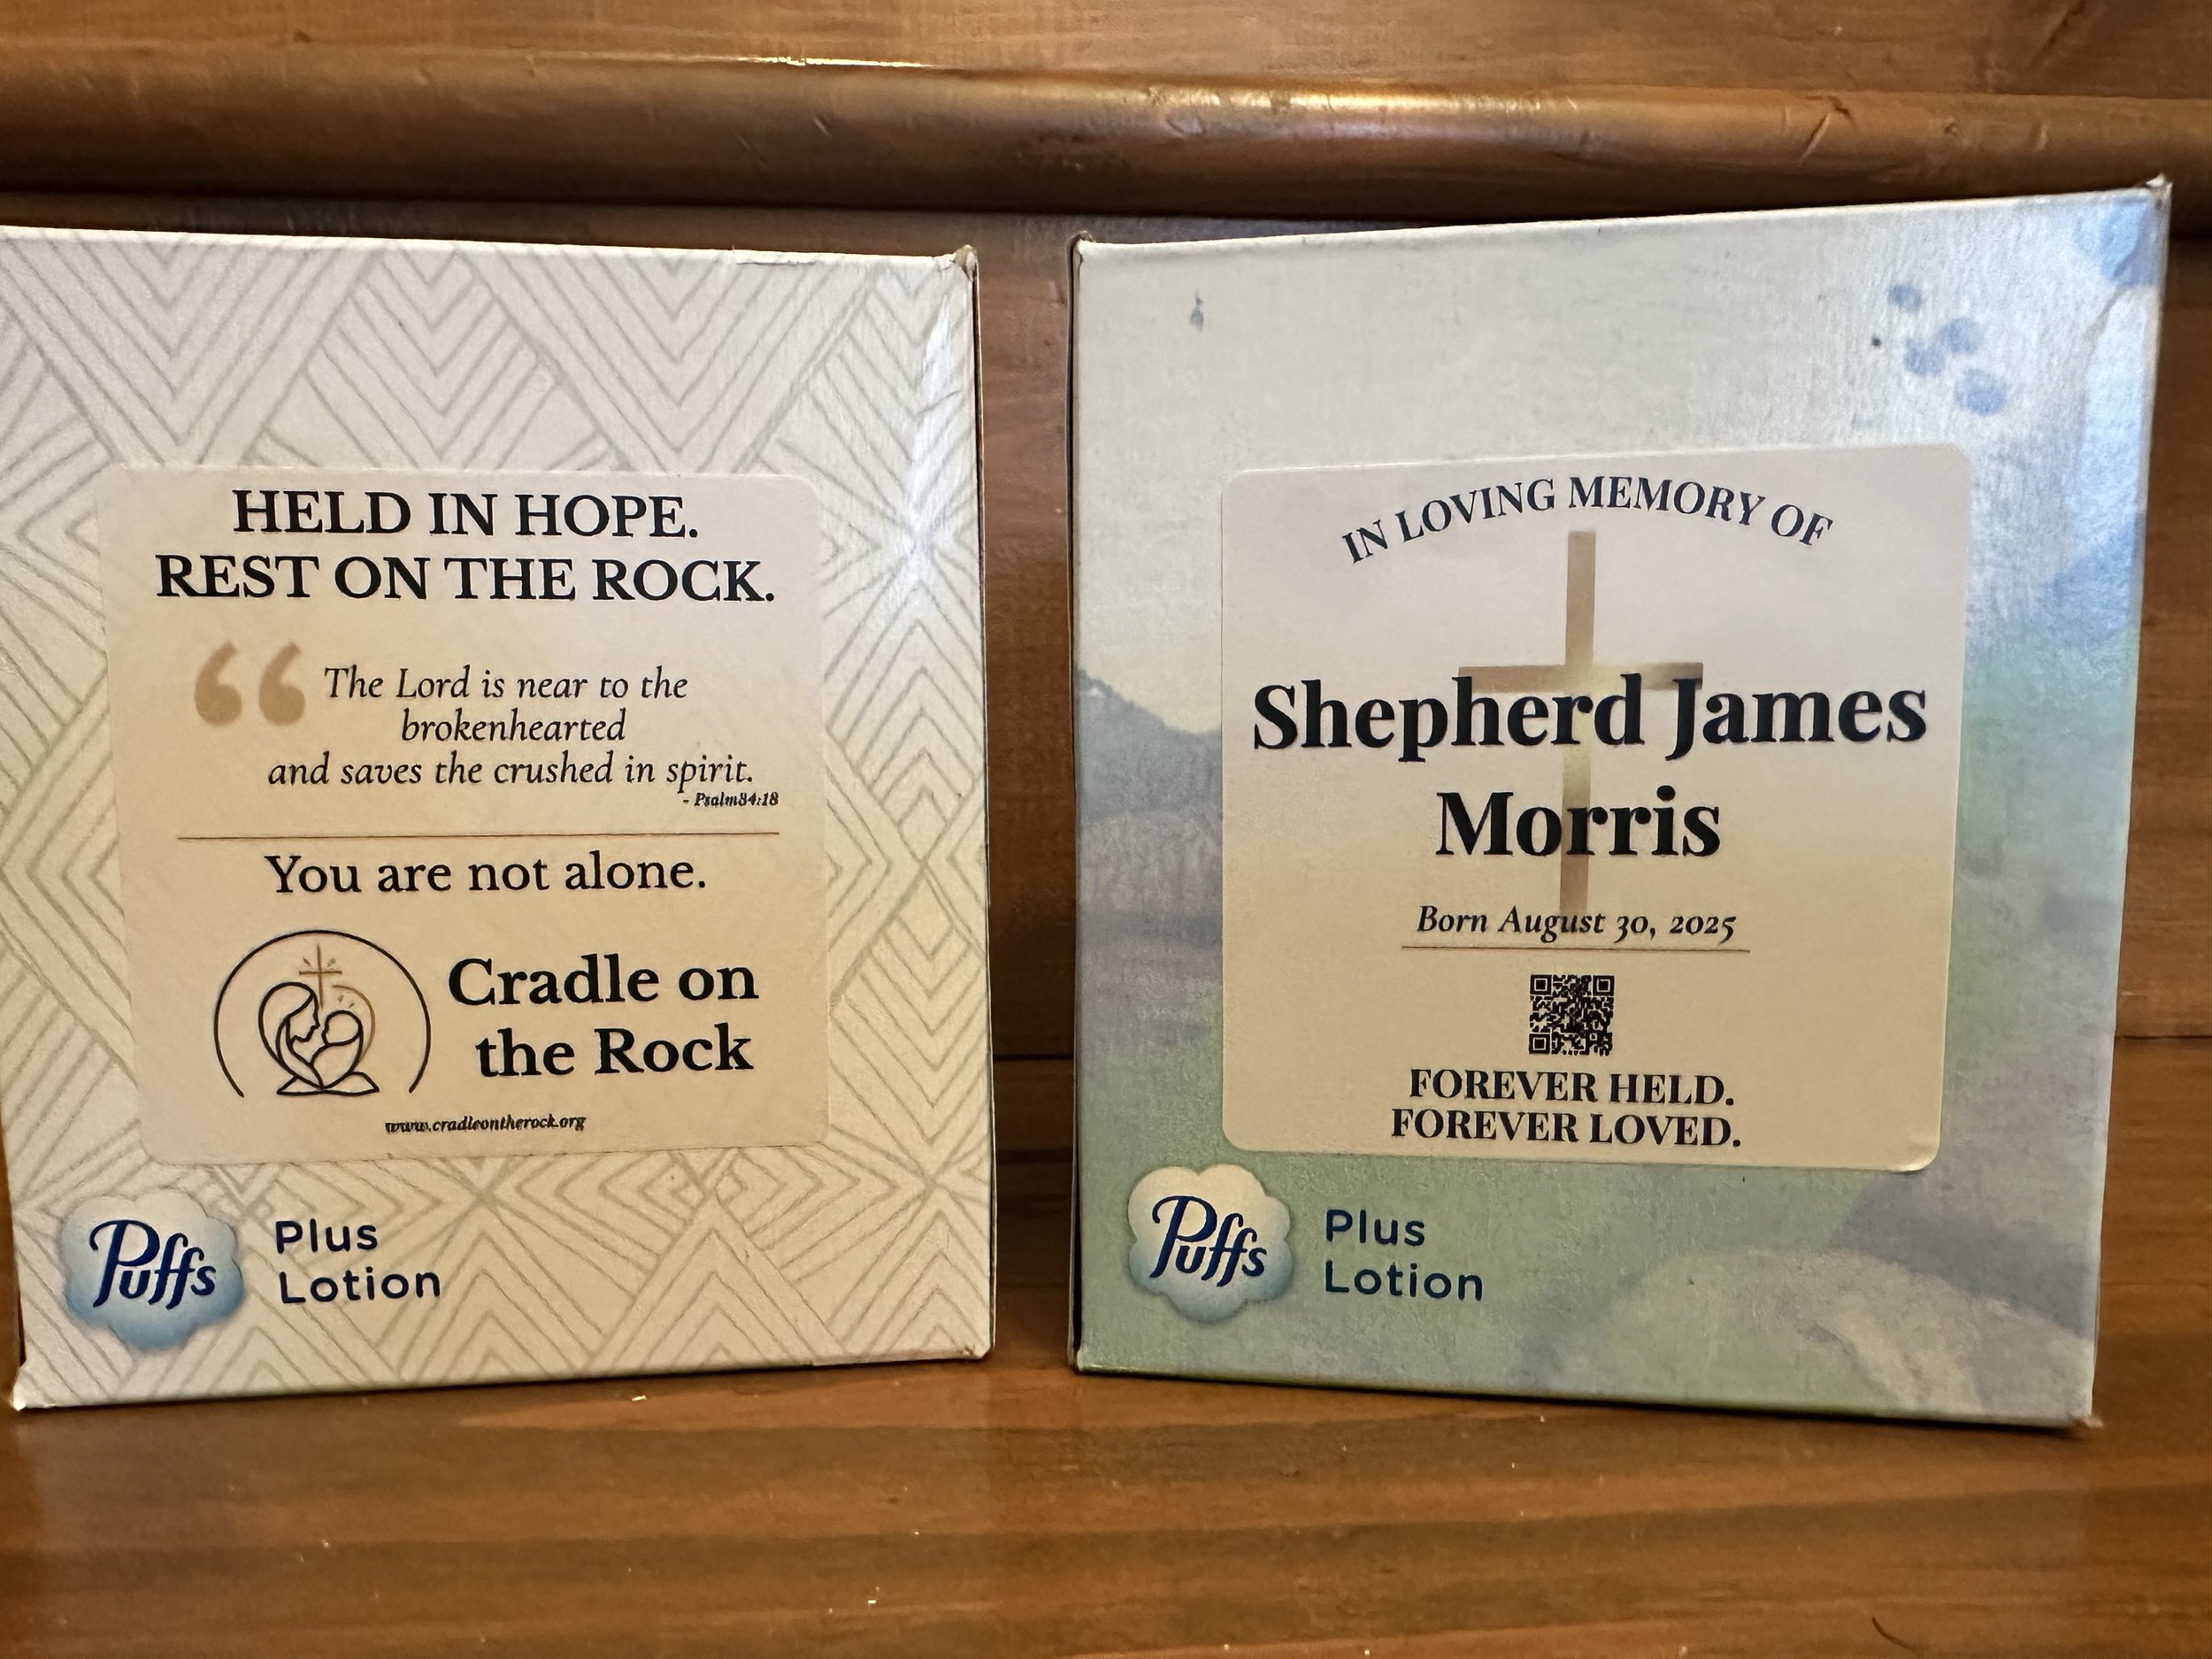 HELD IN HOPE.
REST ON THE ROCK.
“ The Lord is near to the
brokenhearted
and saves the crushed in spirit.
- Psalm34:18
You are not alone.
Cradle on
the Rock
www.cradleontherock.org
Puffs
Plus
Lotion
IN LOVING MEMORY OF
Shepherd James
Morris
Born August 30, 2025
FOREVER HELD.
FOREVER LOVED.
Puffs
Plus
Lotion